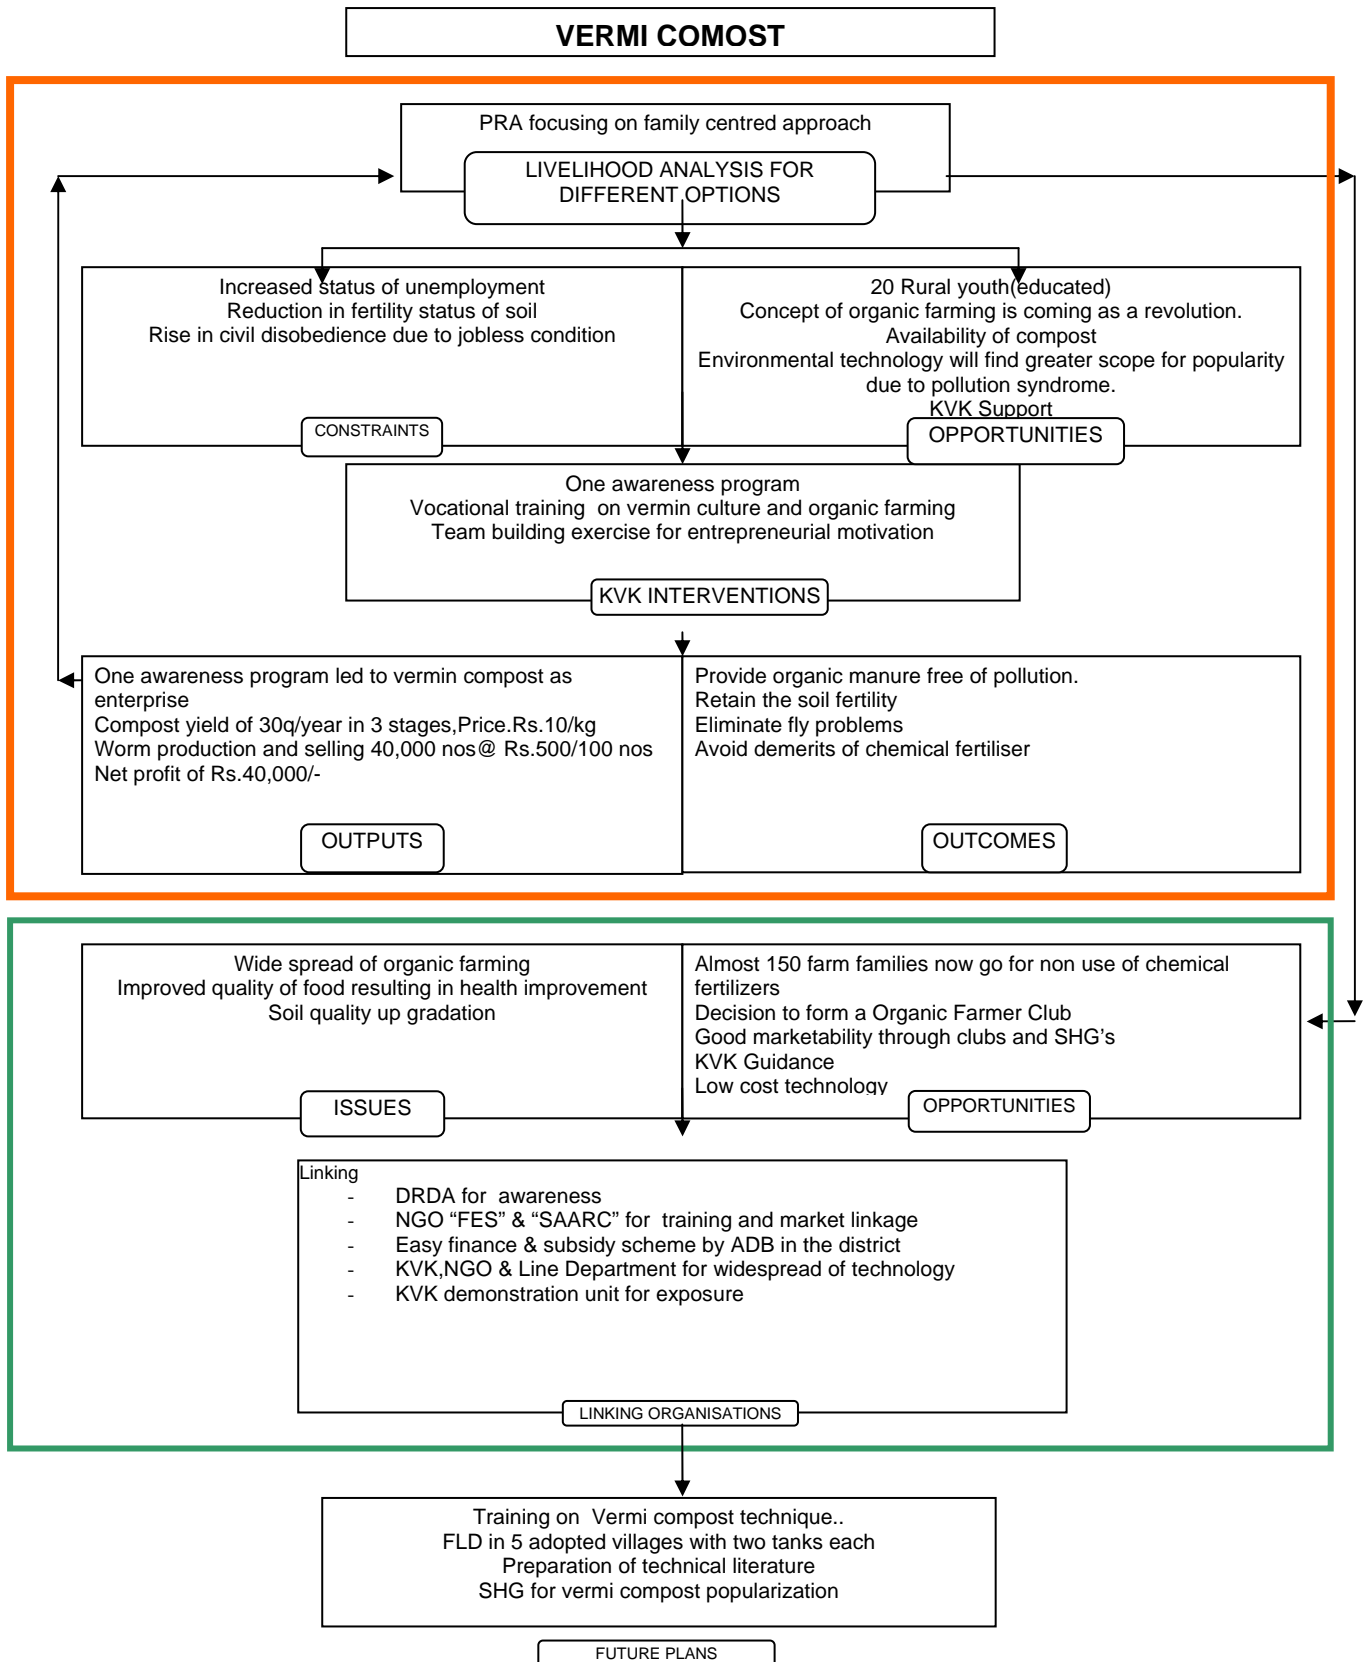 VERMI COMOST
PRA focusing on family centred approach
LIVELIHOOD ANALYSIS FOR
DIFFERENT OPTIONS
Increased status of unemployment
Reduction in fertility status of soil
Rise in civil disobedience due to jobless condition
CONSTRAINTS
20 Rural youth(educated)
Concept of organic farming is coming as a revolution.
Availability of compost
Environmental technology will find greater scope for popularity
due to pollution syndrome.
KVK Support
OPPORTUNITIES
One awareness program
Vocational training on vermin culture and organic farming
Team building exercise for entrepreneurial motivation
KVK INTERVENTIONS
One awareness program led to vermin compost as
enterprise
Compost yield of 30q/year in 3 stages,Price.Rs.10/kg
Worm production and selling 40,000 nos@ Rs.500/100 nos
Net profit of Rs.40,000/-
OUTPUTS
Provide organic manure free of pollution.
Retain the soil fertility
Eliminate fly problems
Avoid demerits of chemical fertiliser
OUTCOMES
Wide spread of organic farming
Improved quality of food resulting in health improvement
Soil quality up gradation
ISSUES
Almost 150 farm families now go for non use of chemical
fertilizers
Decision to form a Organic Farmer Club
Good marketability through clubs and SHG's
KVK Guidance
Low cost technology
OPPORTUNITIES
Linking
- DRDA for awareness
- NGO “FES” & “SAARC” for training and market linkage
- Easy finance & subsidy scheme by ADB in the district
- KVK,NGO & Line Department for widespread of technology
- KVK demonstration unit for exposure
LINKING ORGANISATIONS
Training on Vermi compost technique..
FLD in 5 adopted villages with two tanks each
Preparation of technical literature
SHG for vermi compost popularization
FUTURE PLANS